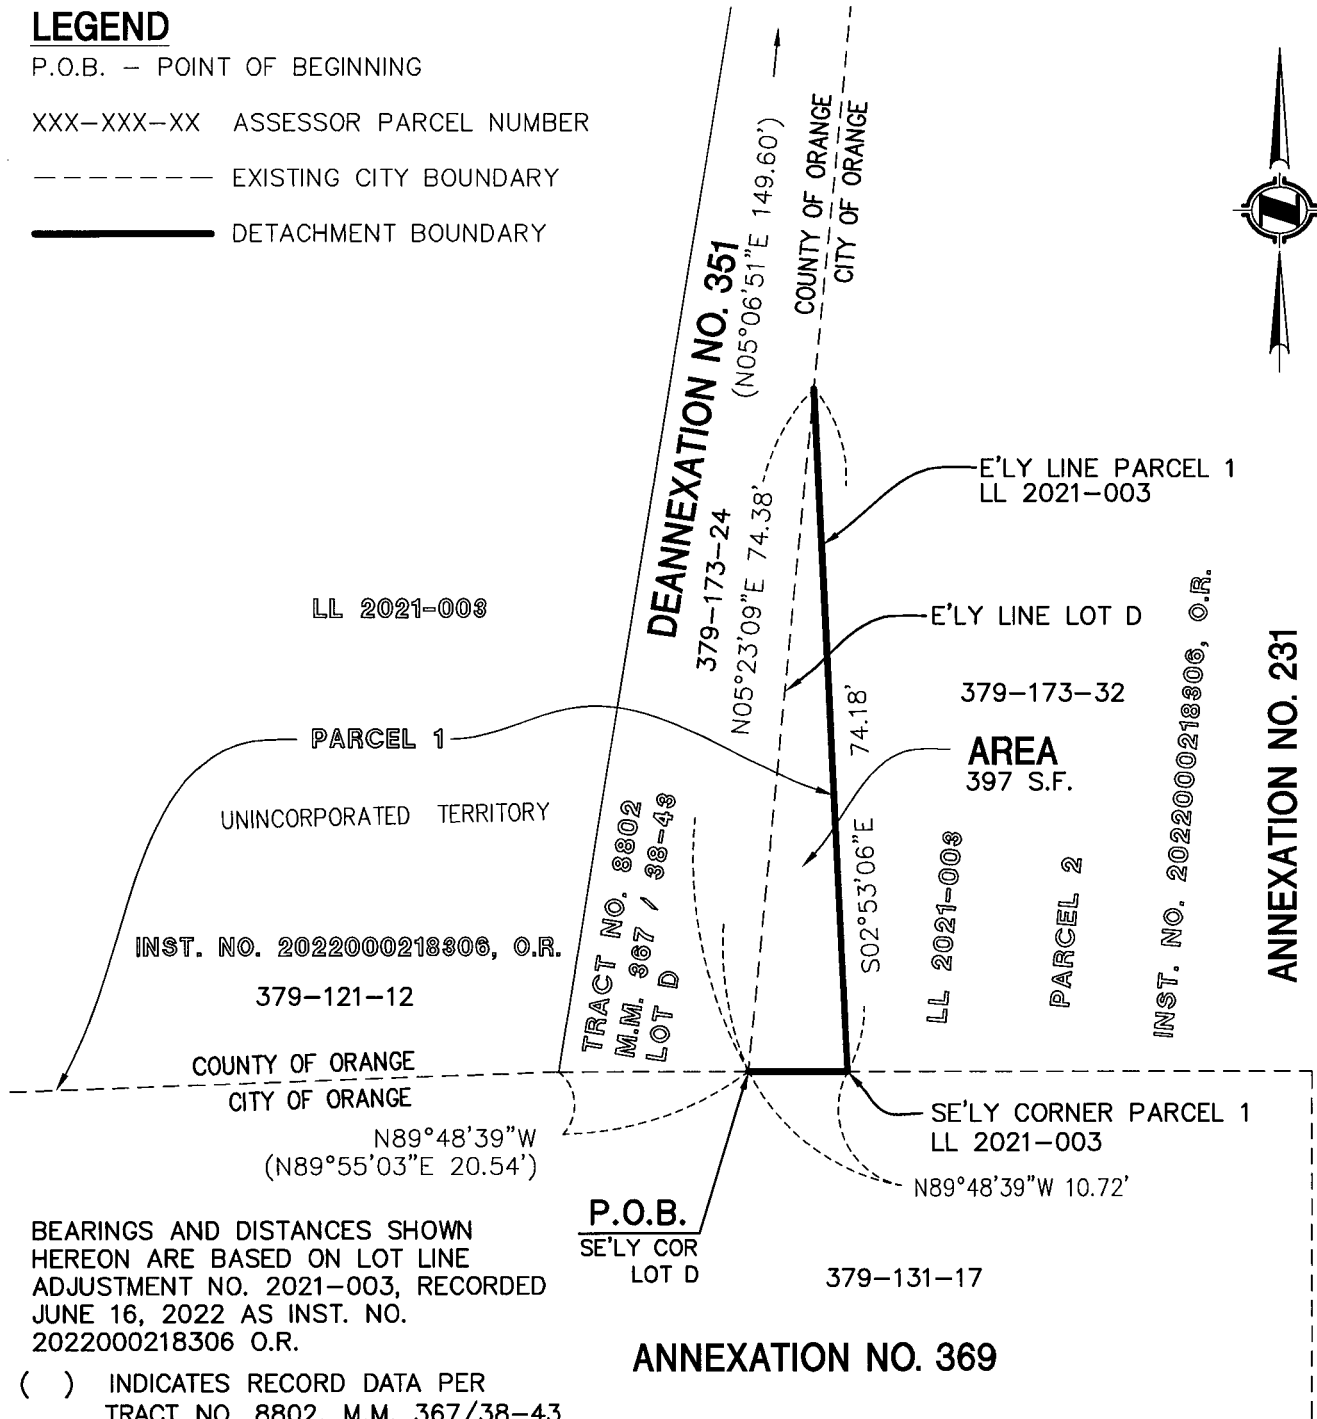 LEGEND
P.O.B. – POINT OF BEGINNING
XXX–XXX–XX ASSESSOR PARCEL NUMBER
EXISTING CITY BOUNDARY
DETACHMENT BOUNDARY
DEANNEXATION NO. 351
(N05°06'51"E 149.60')
COUNTY OF ORANGE
CITY OF ORANGE
379–173–24
N05°23'09"E 74.38'
E'LY LINE PARCEL 1
LL 2021–003
E'LY LINE LOT D
379–173–32
AREA
397 S.F.
74.18'
S02°53'06"E
LL 2021–003
PARCEL 2
INST. NO. 2022000218306, O.R.
ANNEXATION NO. 231
LL 2021–003
PARCEL 1
UNINCORPORATED TERRITORY
INST. NO. 2022000218306, O.R.
379–121–12
TRACT NO. 8802
M.M. 367 / 38–43
LOT D
COUNTY OF ORANGE
CITY OF ORANGE
N89°48'39"W
(N89°55'03"E 20.54')
SE'LY CORNER PARCEL 1
LL 2021–003
N89°48'39"W 10.72'
P.O.B.
SE'LY COR
LOT D
379–131–17
ANNEXATION NO. 369
BEARINGS AND DISTANCES SHOWN
HEREON ARE BASED ON LOT LINE
ADJUSTMENT NO. 2021–003, RECORDED
JUNE 16, 2022 AS INST. NO.
2022000218306 O.R.
( ) INDICATES RECORD DATA PER
TRACT NO. 8802, M.M. 367/38–43